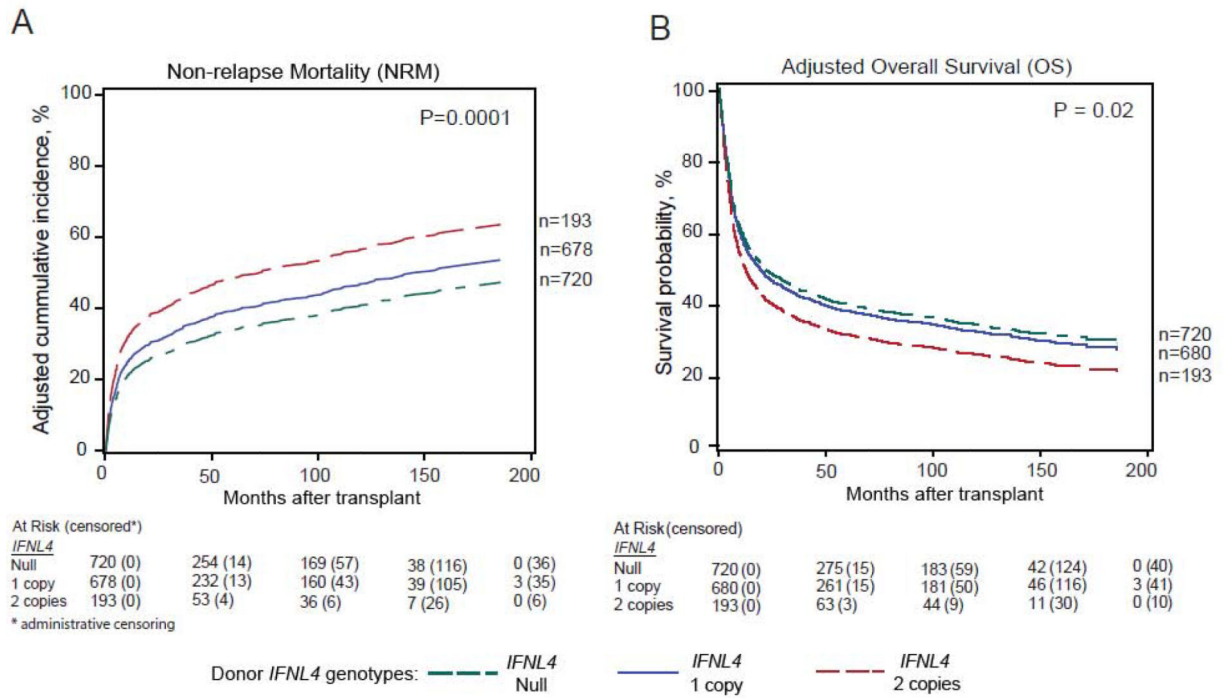 A
Non-relapse Mortality (NRM)
P=0.0001
Adjusted cummulative incidence, %
100
80
60
40
20
0
0 50 100 150 200
Months after transplant
n=193
n=678
n=720
At Risk (censored*)
IFNL4
Null 720 (0) 254 (14) 169 (57) 38 (116) 0 (36)
1 copy 678 (0) 232 (13) 160 (43) 39 (105) 3 (35)
2 copies 193 (0) 53 (4) 36 (6) 7 (26) 0 (6)
* administrative censoring
B
Adjusted Overall Survival (OS)
P = 0.02
Survival probability, %
100
80
60
40
20
0
0 50 100 150 200
Months after transplant
n=720
n=680
n=193
At Risk (censored)
IFNL4
Null 720 (0) 275 (15) 183 (59) 42 (124) 0 (40)
1 copy 680 (0) 261 (15) 181 (50) 46 (116) 3 (41)
2 copies 193 (0) 63 (3) 44 (9) 11 (30) 0 (10)
Donor IFNL4 genotypes:
IFNL4
Null
IFNL4
1 copy
IFNL4
2 copies